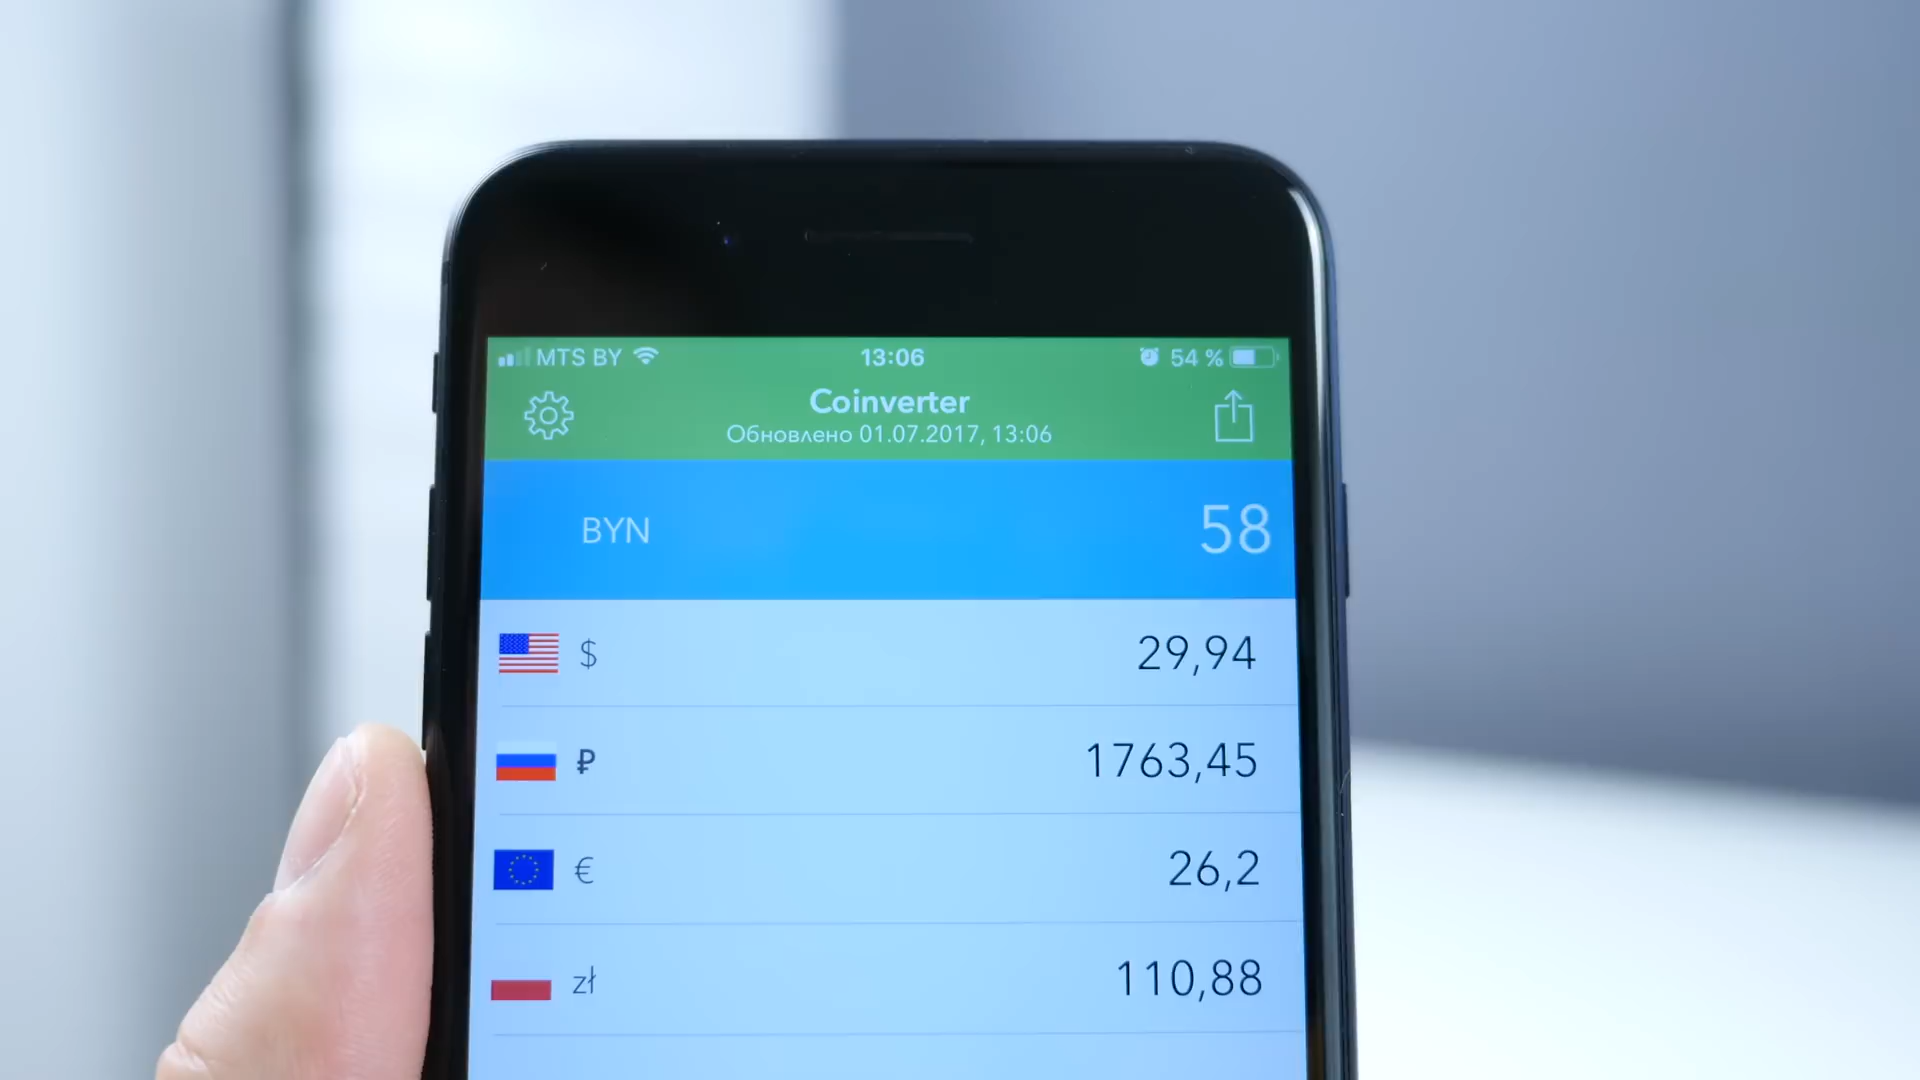 MTS BY 13:06 54 %
Coinverter
Обновлено 01.07.2017, 13:06
BYN 58
$ 29,94
₽ 1763,45
€ 26,2
zł 110,88